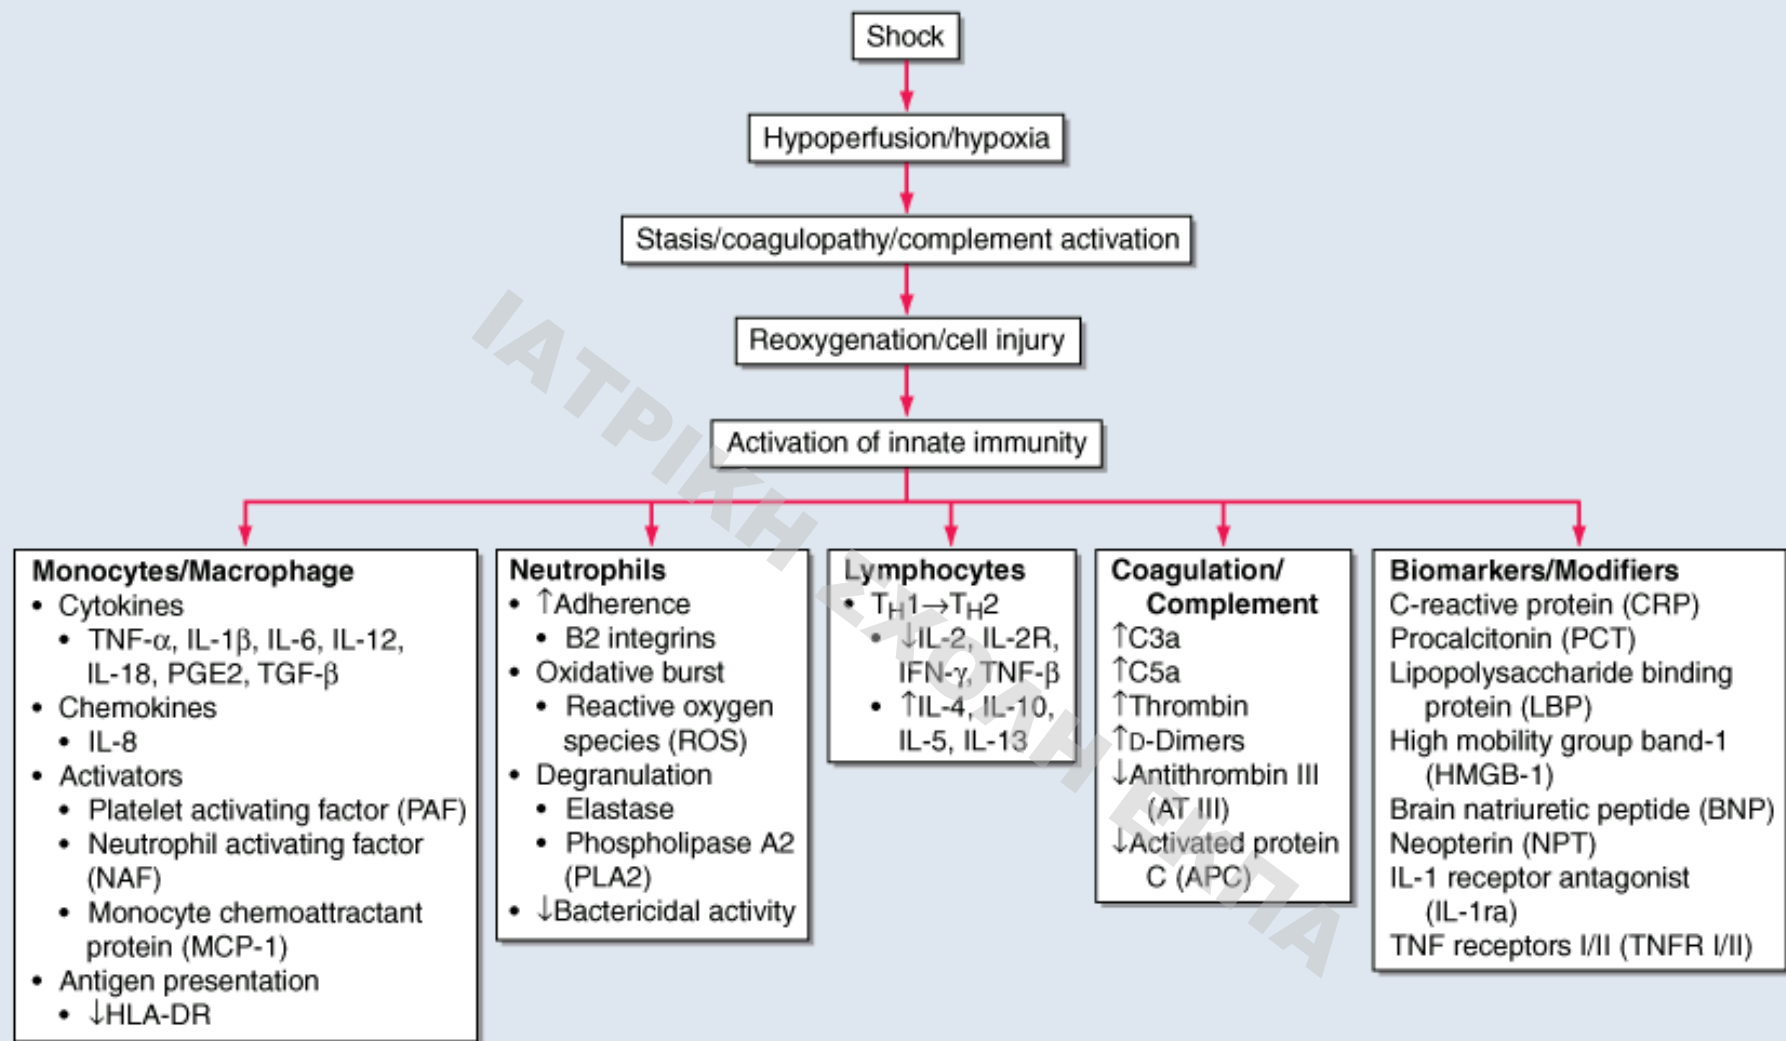 Shock
Hypoperfusion/hypoxia
Stasis/coagulopathy/complement activation
Reoxygenation/cell injury
Activation of innate immunity
Monocytes/Macrophage
• Cytokines
• TNF-α, IL-1β, IL-6, IL-12,
IL-18, PGE2, TGF-β
• Chemokines
• IL-8
• Activators
• Platelet activating factor (PAF)
• Neutrophil activating factor
(NAF)
• Monocyte chemoattractant
protein (MCP-1)
• Antigen presentation
• ↓HLA-DR
Neutrophils
• ↑Adherence
• B2 integrins
• Oxidative burst
• Reactive oxygen
species (ROS)
• Degranulation
• Elastase
• Phospholipase A2
(PLA2)
• ↓Bactericidal activity
Lymphocytes
• TH1→TH2
• ↓IL-2, IL-2R,
IFN-γ, TNF-β
• ↑IL-4, IL-10,
IL-5, IL-13
Coagulation/
Complement
↑C3a
↑C5a
↑Thrombin
↑D-Dimers
↓Antithrombin III
(AT III)
↓Activated protein
C (APC)
Biomarkers/Modifiers
C-reactive protein (CRP)
Procalcitonin (PCT)
Lipopolysaccharide binding
protein (LBP)
High mobility group band-1
(HMGB-1)
Brain natriuretic peptide (BNP)
Neopterin (NPT)
IL-1 receptor antagonist
(IL-1ra)
TNF receptors I/II (TNFR I/II)
ΙΑΤΡΙΚΗ ΣΧΟΛΗ ΕΚΠΑ